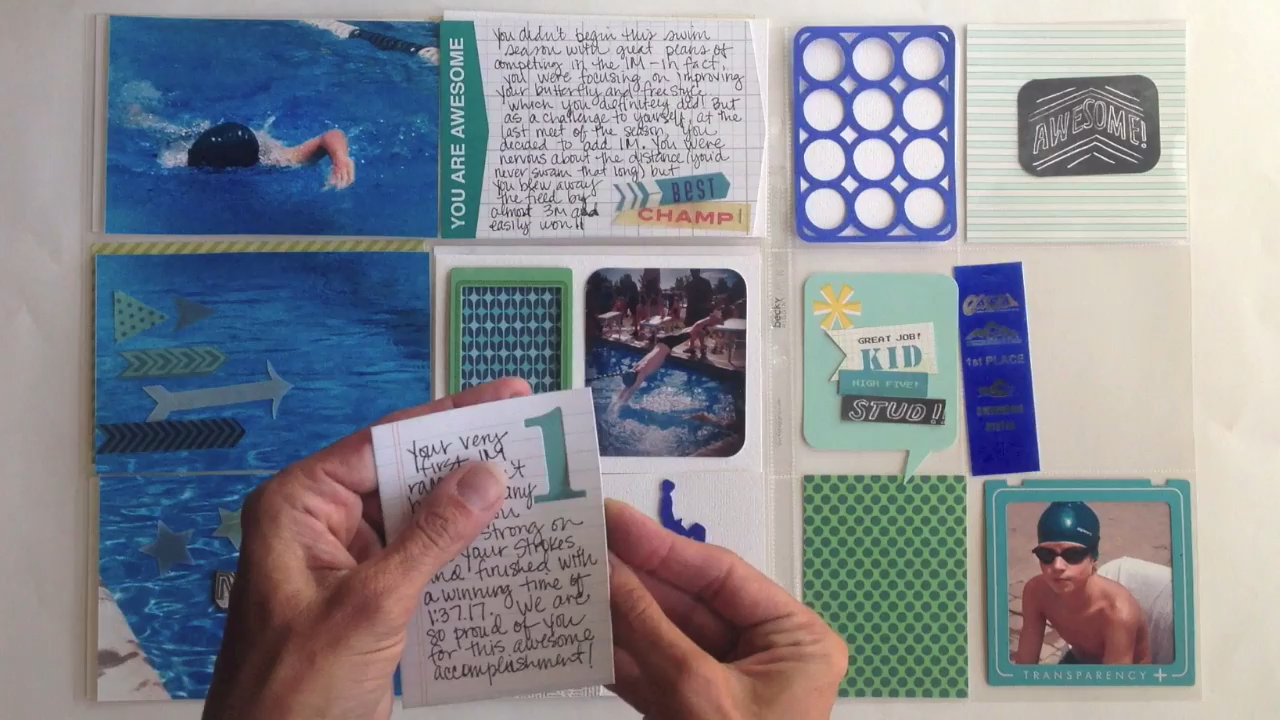 YOU ARE AWESOME
You didn't begin this swim
season with great plans of
competing in the IM - In fact,
you were focusing on improving
your butterfly and freestyle
which you definitely did! But
as a challenge to yourself, at the
last meet of the season, you
decided to add IM. You were
nervous about the distance (you'd
never swam that long) but
you blew away
the field by
almost 3m and
easily won it
BEST
CHAMP!
AWESOME!
becky
GREAT JOB!
KID
HIGH FIVE!
STUD!!
1st PLACE
1
Your very
first IM
any
you
strong on
your strokes
and finished with
a winning time of
1:37.17. We are
so proud of you
for this awesome
accomplishment!
TRANSPARENCY +